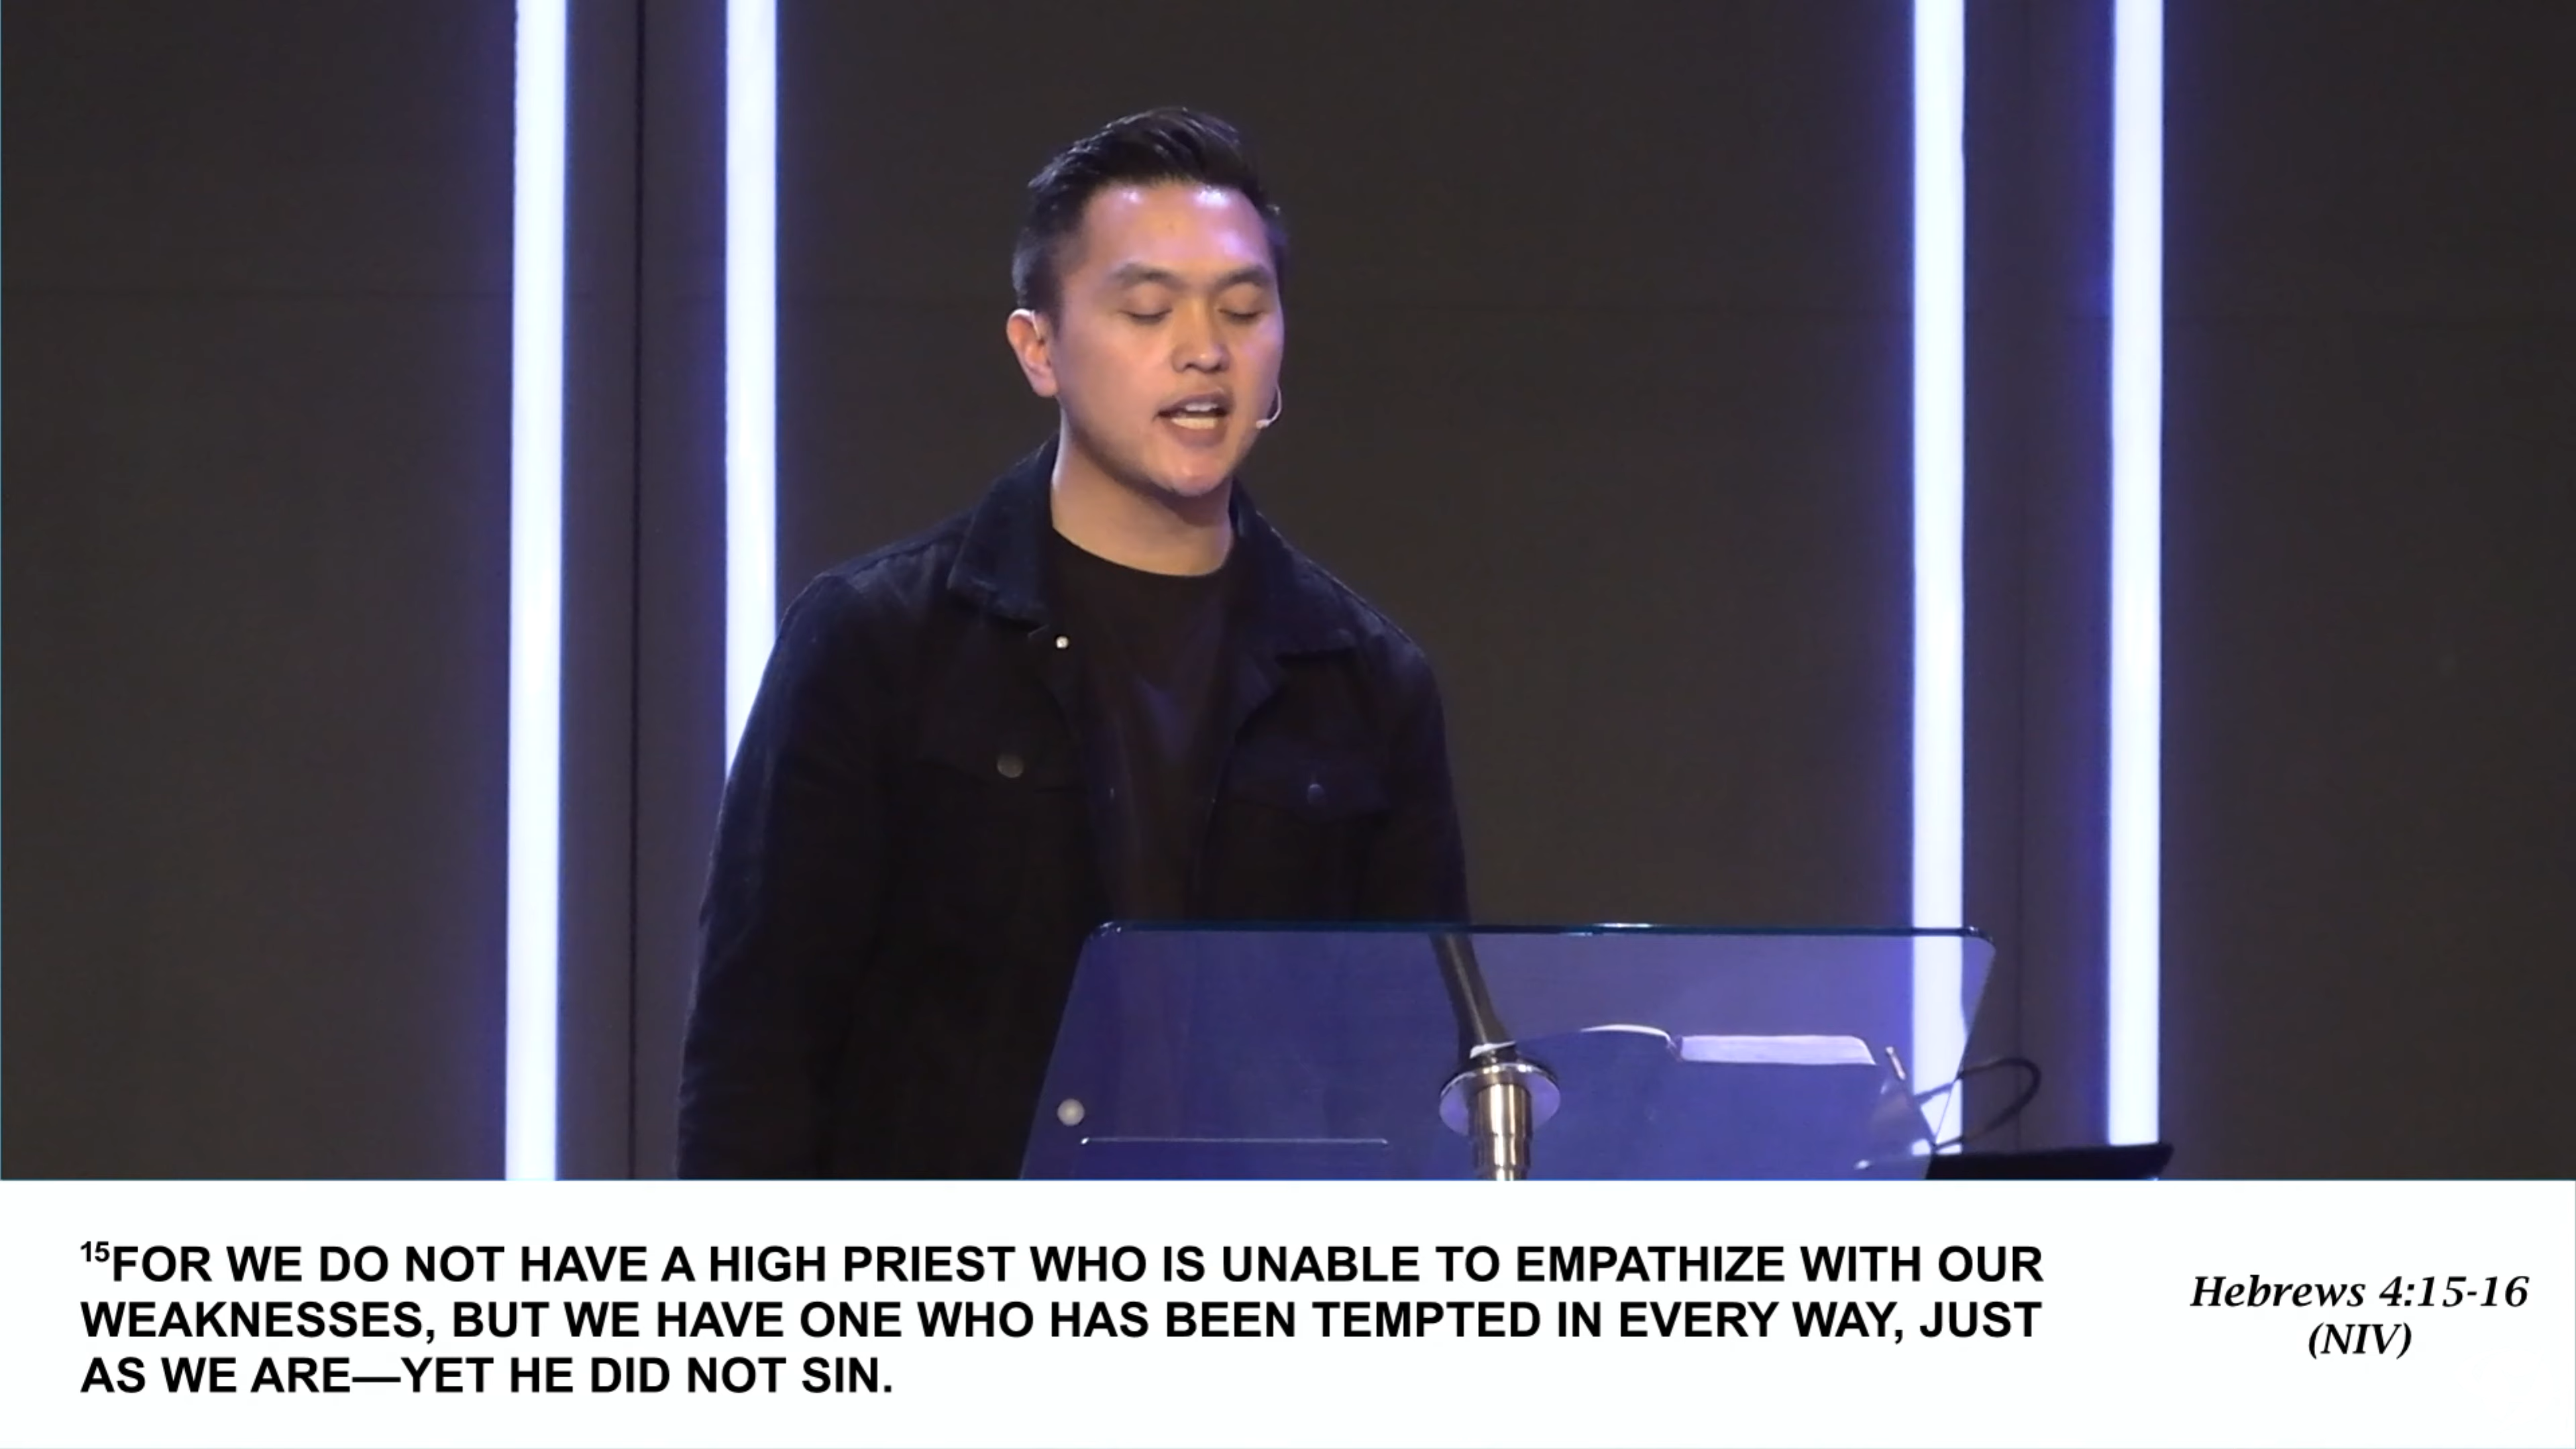 ¹⁵FOR WE DO NOT HAVE A HIGH PRIEST WHO IS UNABLE TO EMPATHIZE WITH OUR
WEAKNESSES, BUT WE HAVE ONE WHO HAS BEEN TEMPTED IN EVERY WAY, JUST
AS WE ARE—YET HE DID NOT SIN.
Hebrews 4:15-16
(NIV)